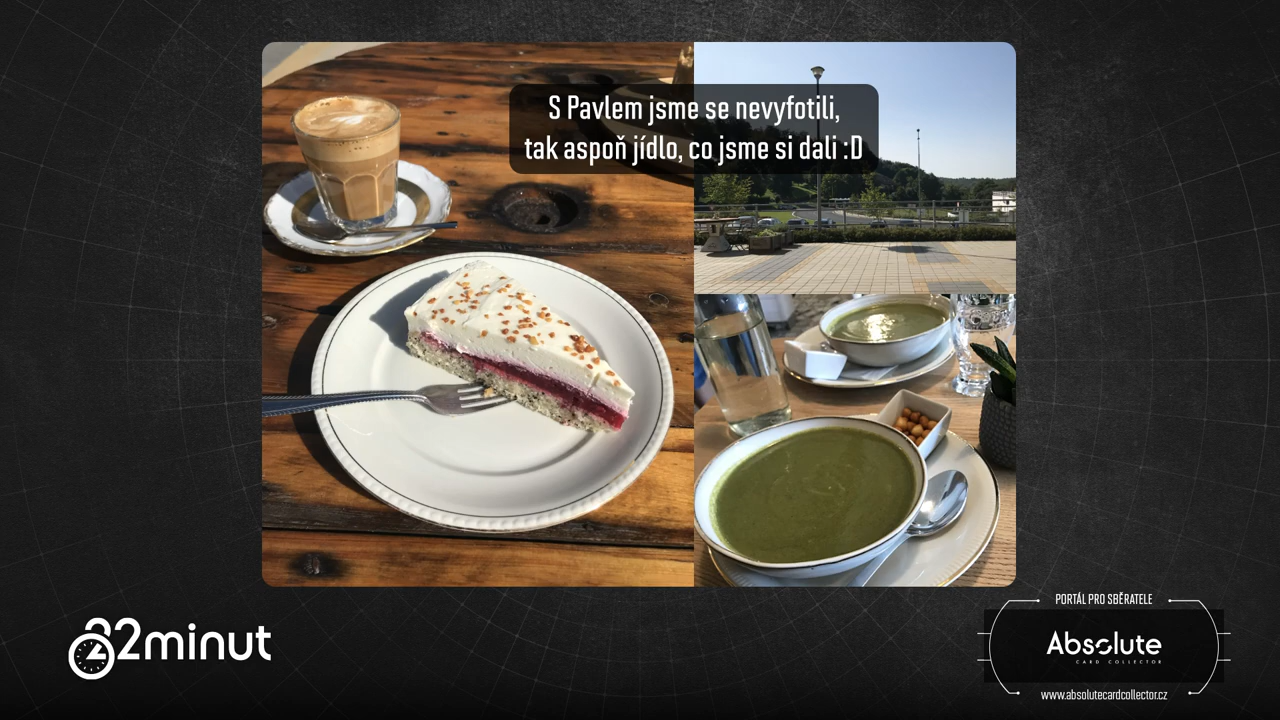 S Pavlem jsme se nevyfotili,
tak aspoň jídlo, co jsme si dali :D
22minut
PORTÁL PRO SBĚRATELE
Absolute
CARD COLLECTOR
www.absolutecardcollector.cz